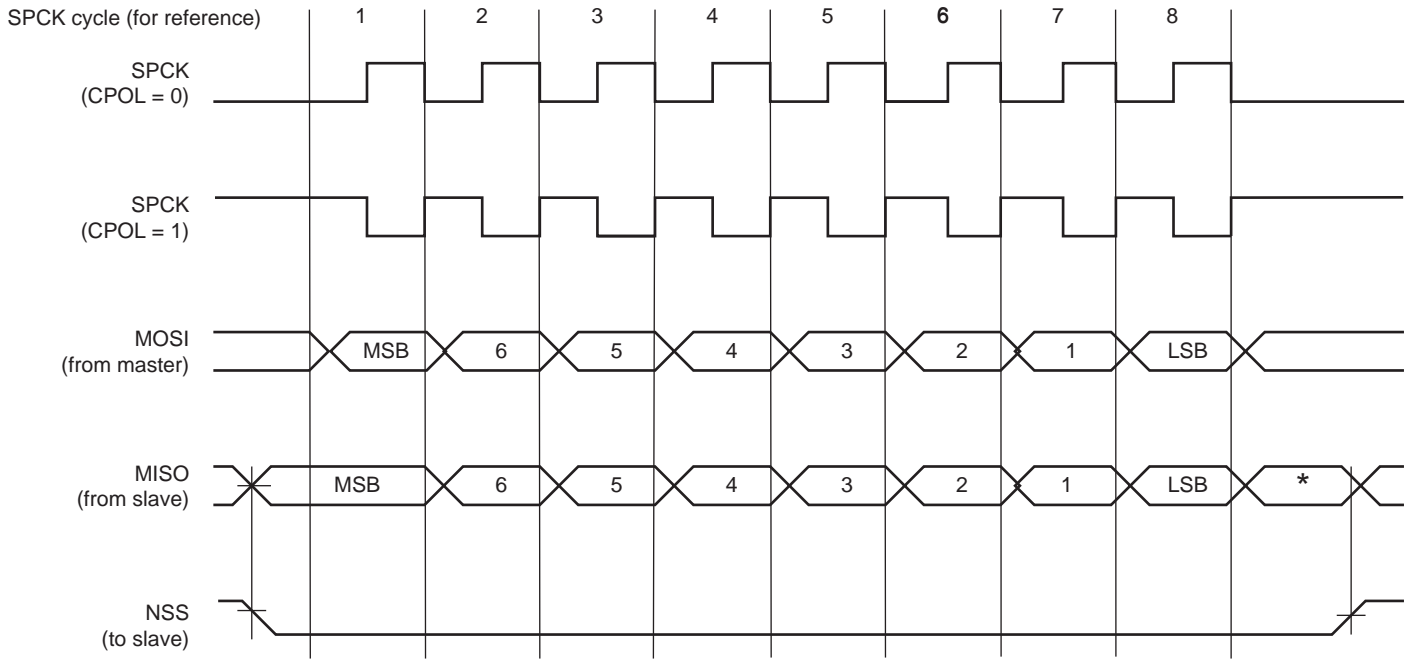 SPCK cycle (for reference) 1 2 3 4 5 6 7 8
SPCK
(CPOL = 0)
SPCK
(CPOL = 1)
MOSI
(from master)
MSB 6 5 4 3 2 1 LSB
MISO
(from slave)
MSB 6 5 4 3 2 1 LSB *
NSS
(to slave)